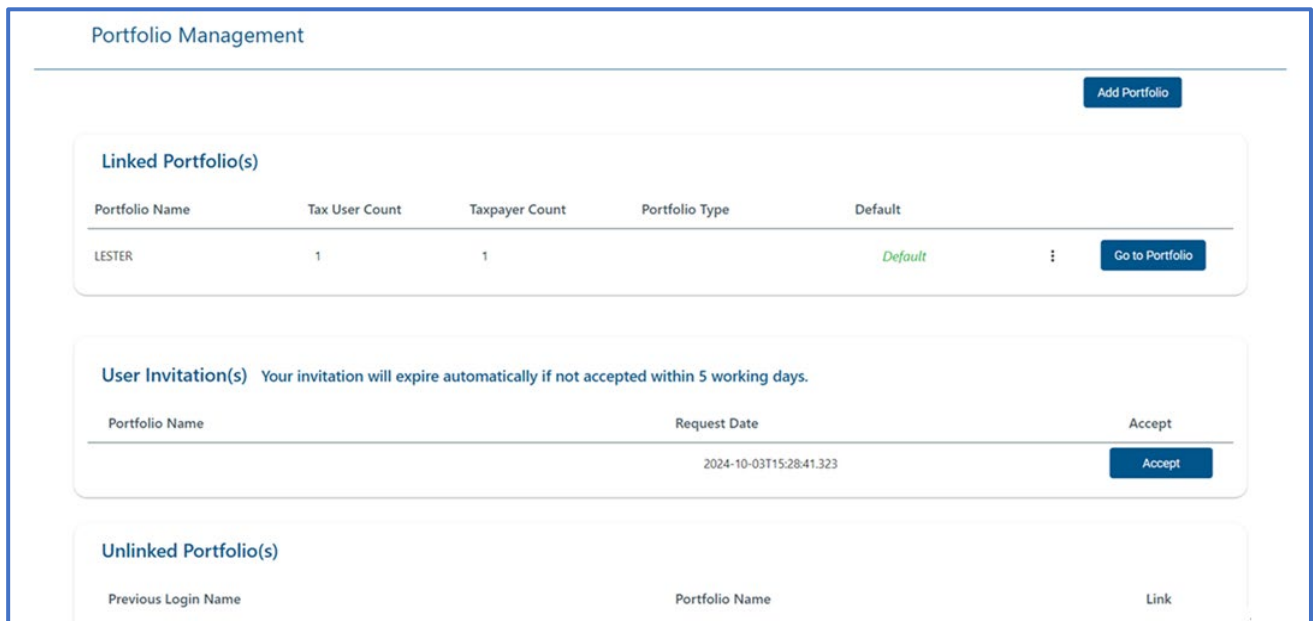 Portfolio Management
Add Portfolio
Linked Portfolio(s)
Portfolio Name Tax User Count Taxpayer Count Portfolio Type Default
LESTER 1 1 Default Go to Portfolio
User Invitation(s) Your invitation will expire automatically if not accepted within 5 working days.
Portfolio Name Request Date Accept
2024-10-03T15:28:41.323 Accept
Unlinked Portfolio(s)
Previous Login Name Portfolio Name Link